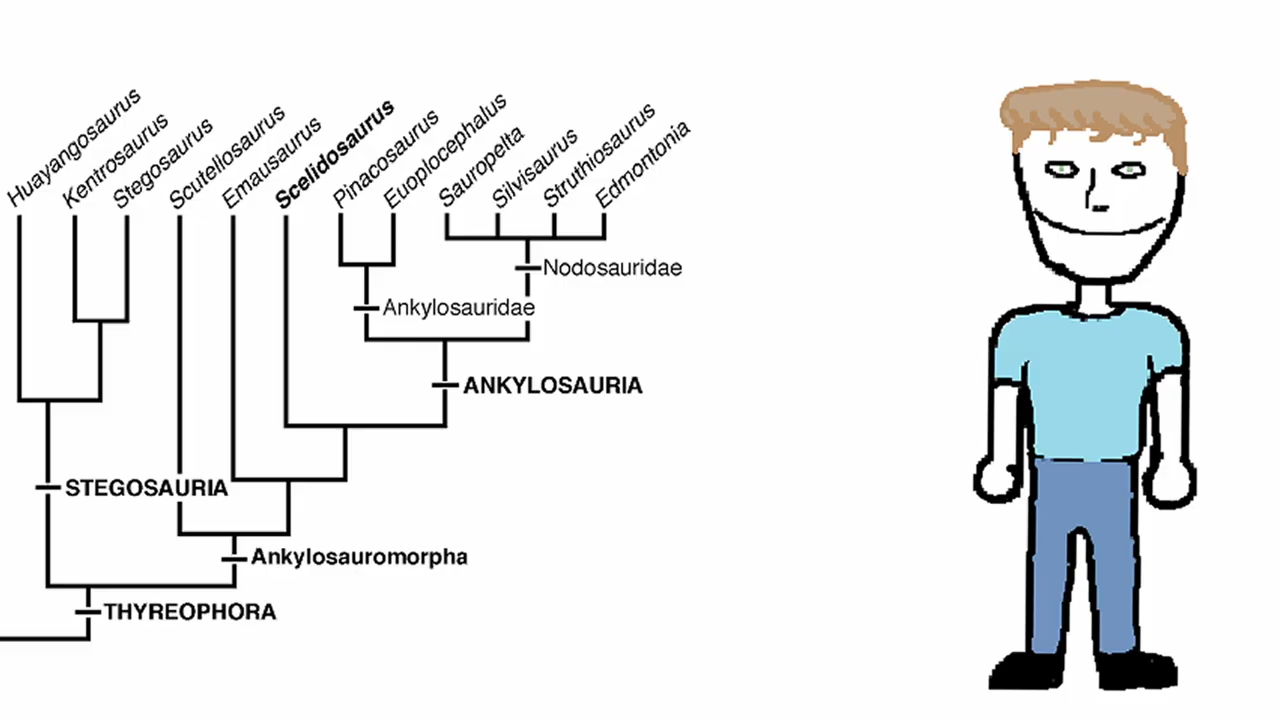 Huayangosaurus
Kentrosaurus
Stegosaurus
Scutellosaurus
Emausaurus
Scelidosaurus
Pinacosaurus
Euoplocephalus
Sauropelta
Silvisaurus
Struthiosaurus
Edmontonia
Nodosauridae
Ankylosauridae
ANKYLOSAURIA
STEGOSAURIA
Ankylosauromorpha
THYREOPHORA